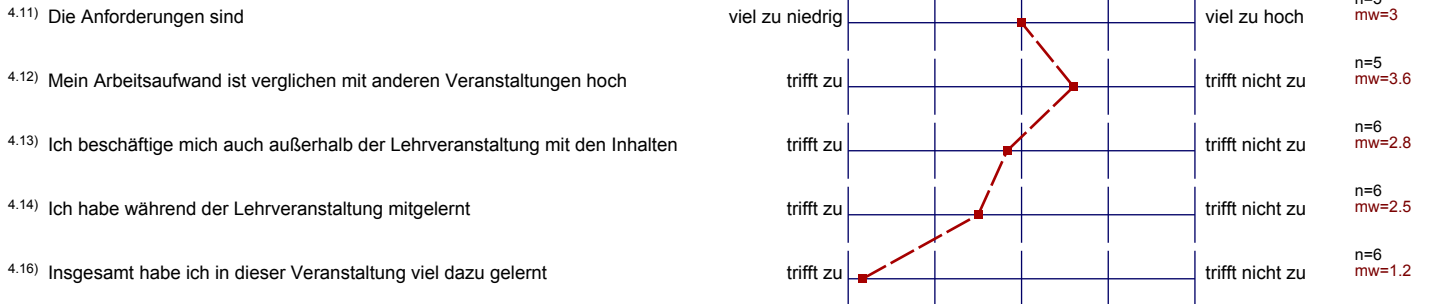 4.11) Die Anforderungen sind viel zu niedrig viel zu hoch n=5
mw=3
4.12) Mein Arbeitsaufwand ist verglichen mit anderen Veranstaltungen hoch trifft zu trifft nicht zu n=5
mw=3.6
4.13) Ich beschäftige mich auch außerhalb der Lehrveranstaltung mit den Inhalten trifft zu trifft nicht zu n=6
mw=2.8
4.14) Ich habe während der Lehrveranstaltung mitgelernt trifft zu trifft nicht zu n=6
mw=2.5
4.16) Insgesamt habe ich in dieser Veranstaltung viel dazu gelernt trifft zu trifft nicht zu n=6
mw=1.2